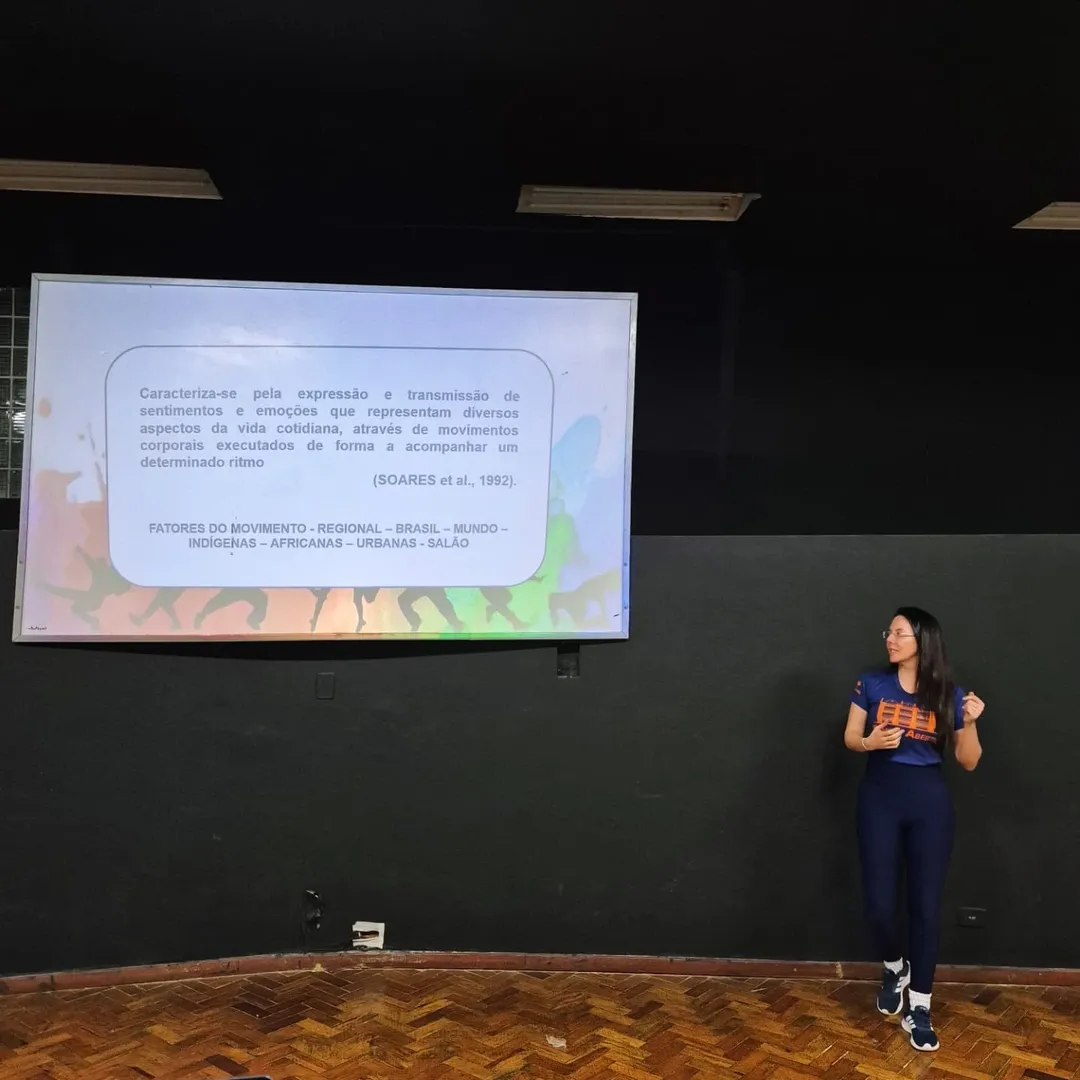 Caracteriza-se pela expressão e transmissão de
sentimentos e emoções que representam diversos
aspectos da vida cotidiana, através de movimentos
corporais executados de forma a acompanhar um
determinado ritmo
(SOARES et al., 1992).
FATORES DO MOVIMENTO - REGIONAL – BRASIL – MUNDO –
INDÍGENAS – AFRICANAS – URBANAS - SALÃO